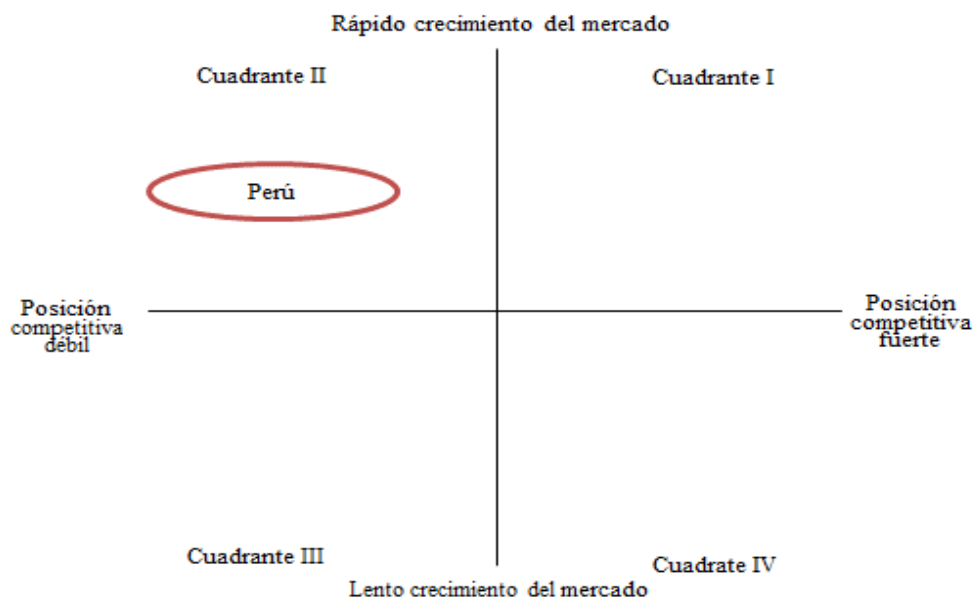 Rápido crecimiento del mercado
Cuadrante II
Cuadrante I
Perú
Posición
competitiva
débil
Posición
competitiva
fuerte
Cuadrante III
Cuadrate IV
Lento crecimiento del mercado